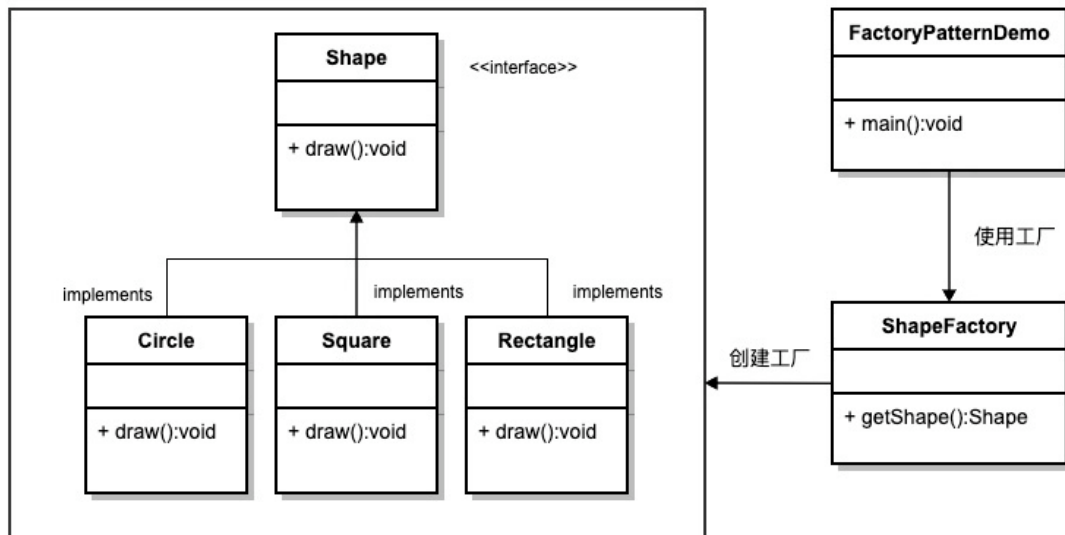 Shape
<<interface>>
+ draw():void
implements
implements
implements
Circle
+ draw():void
Square
+ draw():void
Rectangle
+ draw():void
FactoryPatternDemo
+ main():void
使用工厂
ShapeFactory
+ getShape():Shape
创建工厂